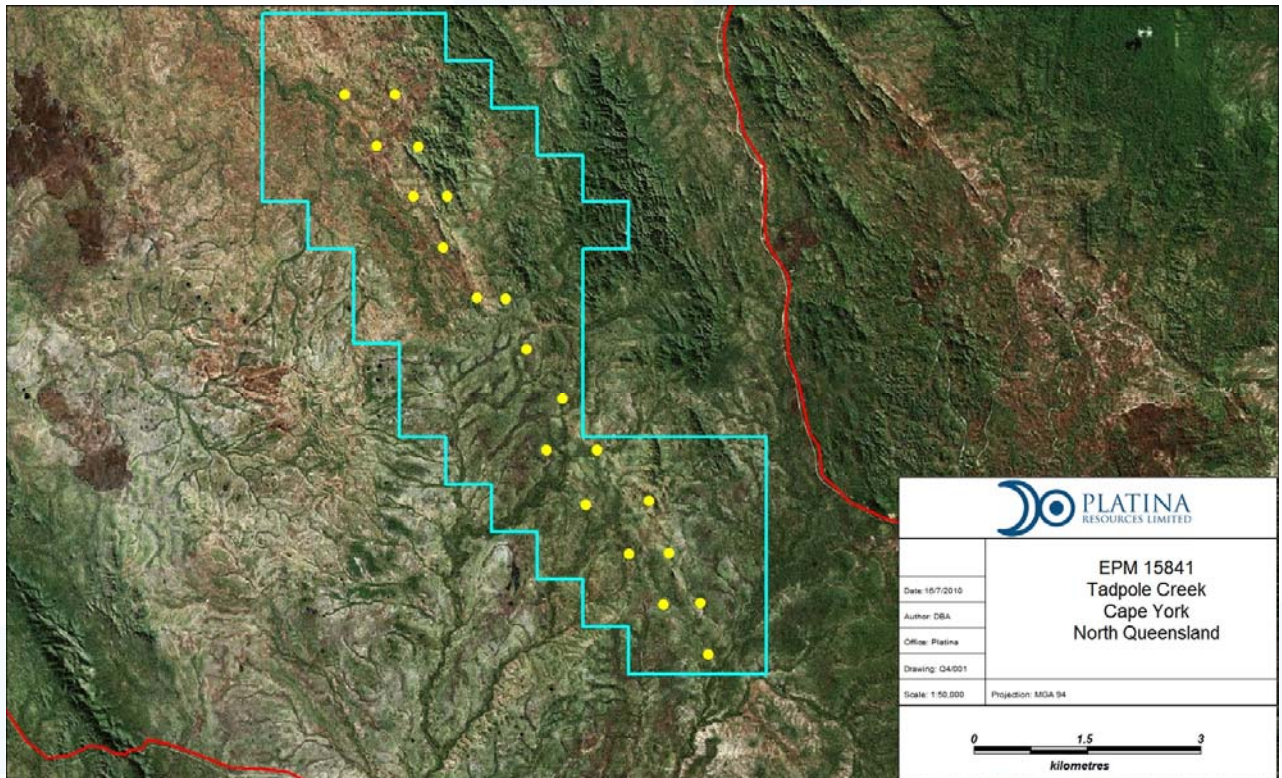 PLATINA
RESOURCES LIMITED
EPM 15841
Tadpole Creek
Cape York
North Queensland
Date: 16/7/2010
Author: DBA
Office: Platina
Drawing: Q4/001
Scale: 1:50,000
Projection: MGA 94
0 1.5 3
kilometres